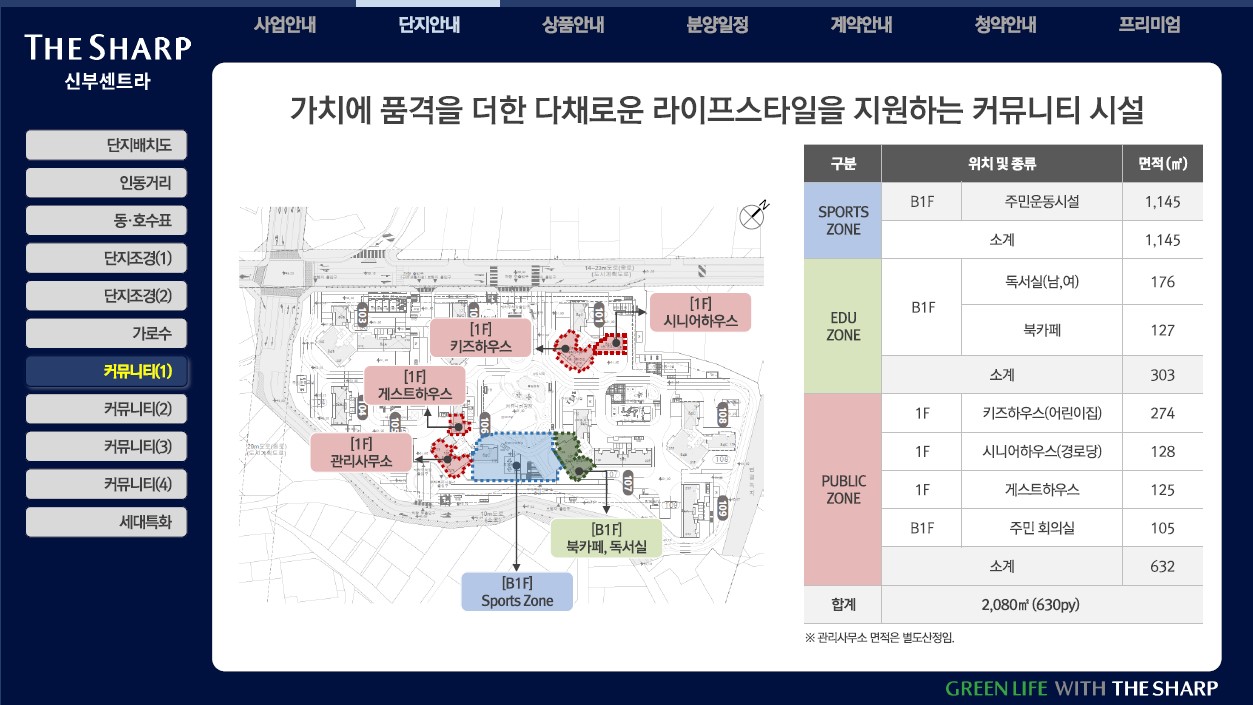 사업안내
단지안내
상품안내
분양일정
계약안내
청약안내
프리미엄
THE SHARP
신부센트라
단지배치도
인동거리
동·호수표
단지조경(1)
단지조경(2)
가로수
커뮤니티(1)
커뮤니티(2)
커뮤니티(3)
커뮤니티(4)
세대특화
가치에 품격을 더한 다채로운 라이프스타일을 지원하는 커뮤니티 시설
N
[1F]
시니어하우스
[1F]
키즈하우스
[1F]
게스트하우스
[1F]
관리사무소
[B1F]
북카페, 독서실
[B1F]
Sports Zone
103
101
104
106
107
108
109
구분 위치 및 종류 면적 (㎡)
SPORTS ZONE
B1F 주민운동시설 1,145
소계 1,145
EDU ZONE
B1F 독서실(남,여) 176
북카페 127
소계 303
PUBLIC ZONE
1F 키즈하우스(어린이집) 274
1F 시니어하우스(경로당) 128
1F 게스트하우스 125
B1F 주민 회의실 105
소계 632
합계 2,080㎡ (630py)
※ 관리사무소 면적은 별도산정임.
GREEN LIFE WITH THE SHARP